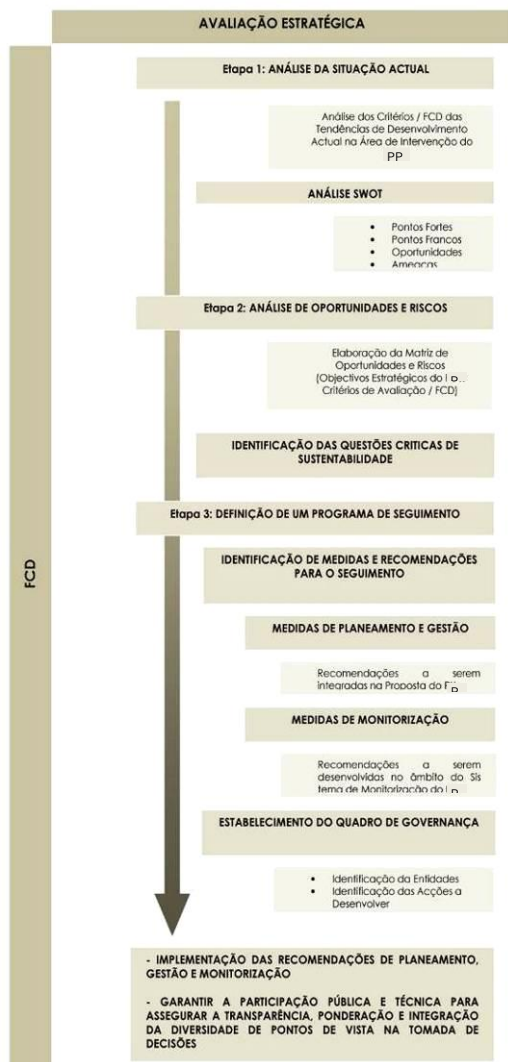 AVALIAÇÃO ESTRATÉGICA
FCD
Etapa 1: ANÁLISE DA SITUAÇÃO ACTUAL
Análise dos Critérios / FCD das
Tendências de Desenvolvimento
Actual na Área de Intervenção do
PP
ANÁLISE SWOT
• Pontos Fortes
• Pontos Francos
• Oportunidades
• Ameaças
Etapa 2: ANÁLISE DE OPORTUNIDADES E RISCOS
Elaboração da Matriz de
Oportunidades e Riscos
(Objectivos Estratégicos do
Critérios de Avaliação / FCD)
IDENTIFICAÇÃO DAS QUESTÕES CRITICAS DE
SUSTENTABILIDADE
Etapa 3: DEFINIÇÃO DE UM PROGRAMA DE SEGUIMENTO
IDENTIFICAÇÃO DE MEDIDAS E RECOMENDAÇÕES
PARA O SEGUIMENTO
MEDIDAS DE PLANEAMENTO E GESTÃO
Recomendações a serem
integradas na Proposta do
MEDIDAS DE MONITORIZAÇÃO
Recomendações a serem
desenvolvidas no âmbito do Sis
tema de Monitorização do
ESTABELECIMENTO DO QUADRO DE GOVERNANÇA
• Identificação da Entidades
• Identificação das Acções a
Desenvolver
- IMPLEMENTAÇÃO DAS RECOMENDAÇÕES DE PLANEAMENTO,
GESTÃO E MONITORIZAÇÃO
- GARANTIR A PARTICIPAÇÃO PÚBLICA E TÉCNICA PARA
ASSEGURAR A TRANSPARÊNCIA, PONDERAÇÃO E INTEGRAÇÃO
DA DIVERSIDADE DE PONTOS DE VISTA NA TOMADA DE
DECISÕES